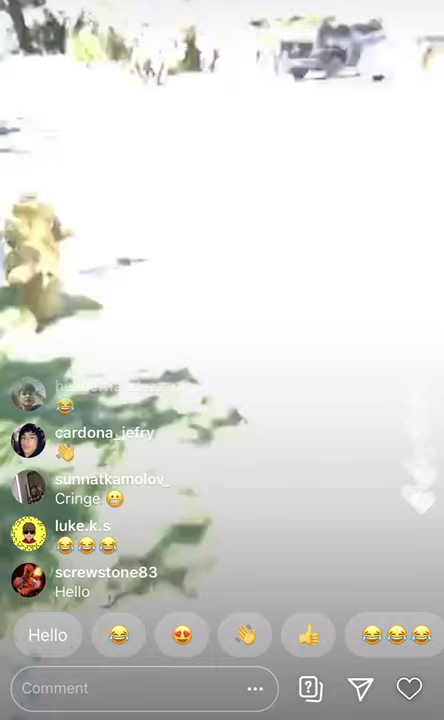 😂
cardona_jefry
👋
sunnatkamolov_
Cringe 😬
luke.k.s
😂😂😂
screwstone83
Hello
Hello 😂 😍 👋 👍 😂😂😂
Comment ...